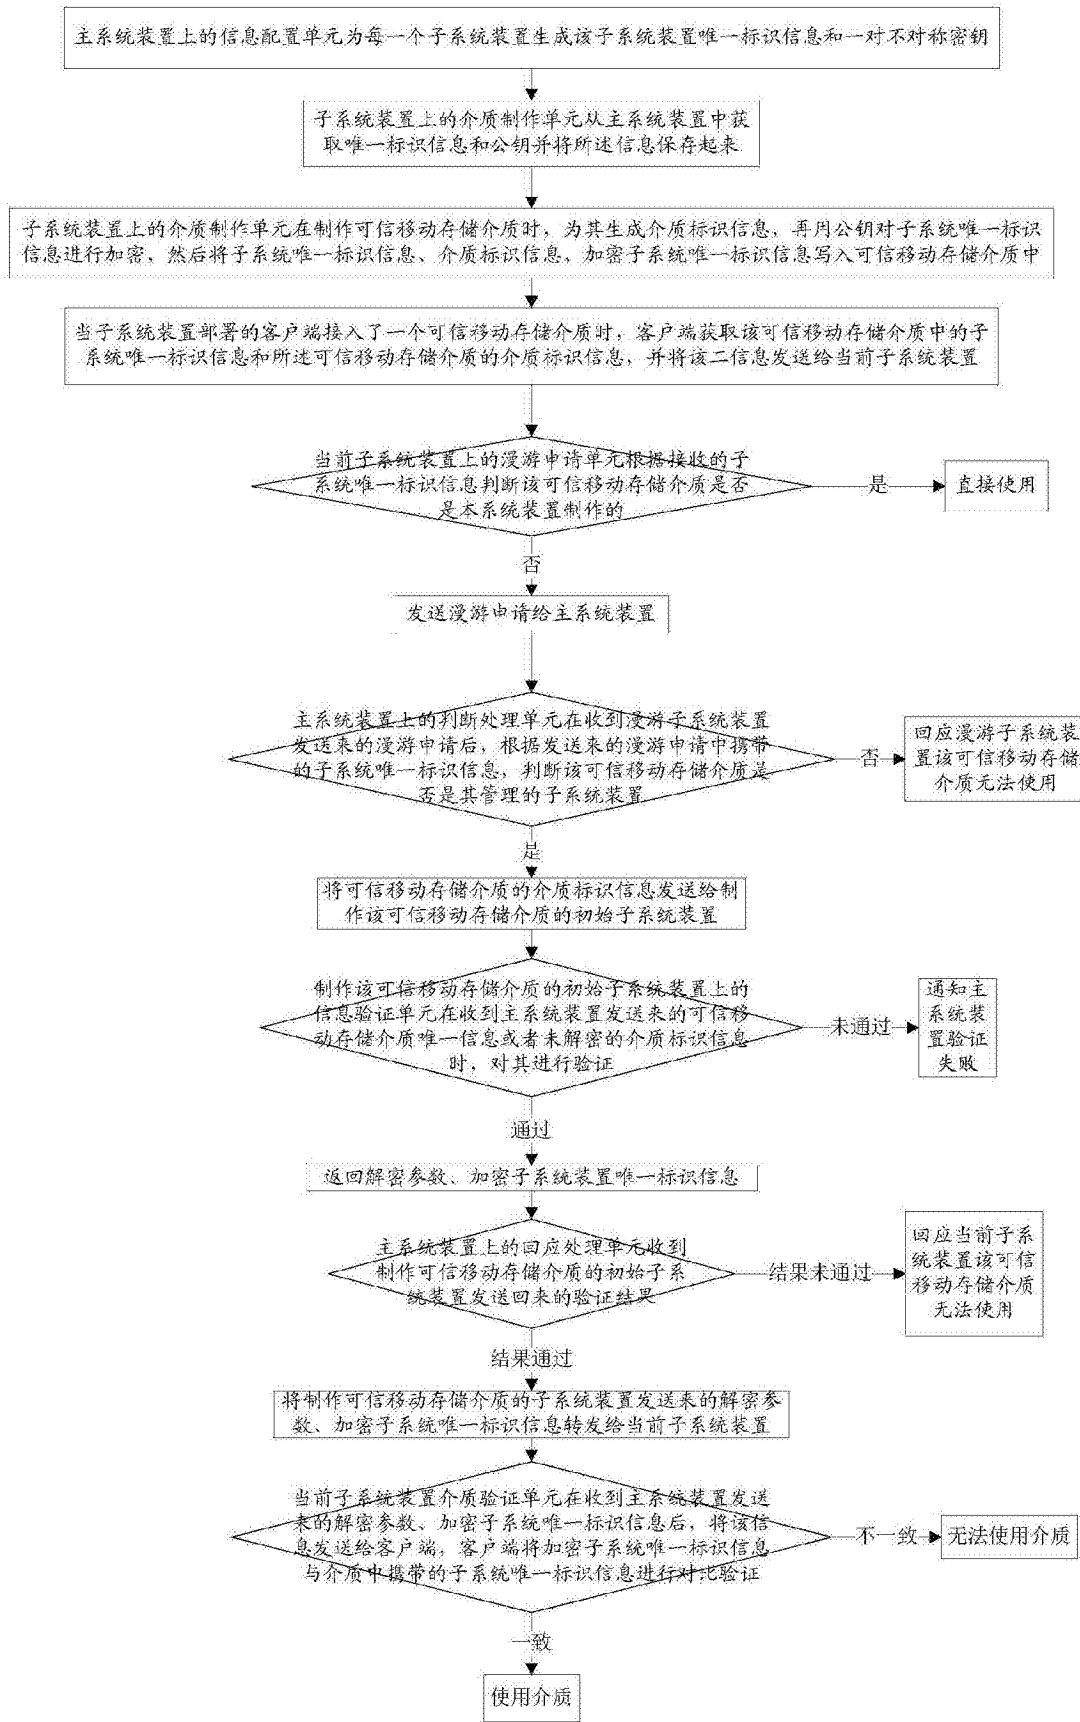 主系统装置上的信息配置单元为每一个子系统装置生成该子系统装置唯一标识信息和一对不对称密钥
子系统装置上的介质制作单元从主系统装置中获
取唯一标识信息和公钥并将所述信息保存起来
子系统装置上的介质制作单元在制作可信移动存储介质时，为其生成介质标识信息，再用公钥对子系统唯一标识
信息进行加密，然后将子系统唯一标识信息、介质标识信息、加密子系统唯一标识信息写入可信移动存储介质中
当子系统装置部署的客户端接入了一个可信移动存储介质时，客户端获取该可信移动存储介质中的子
系统唯一标识信息和所述可信移动存储介质的介质标识信息，并将该二信息发送给当前子系统装置
当前子系统装置上的漫游申请单元根据接收的子
系统唯一标识信息判断该可信移动存储介质是否
是本系统装置制作的
是
直接使用
否
发送漫游申请给主系统装置
主系统装置上的判断处理单元在收到漫游子系统装置
发送来的漫游申请后，根据发送来的漫游申请中携带
的子系统唯一标识信息，判断该可信移动存储介质是
否是其管理的子系统装置
否
回应漫游子系统装
置该可信移动存储
介质无法使用
是
将可信移动存储介质的介质标识信息发送给制
作该可信移动存储介质的初始子系统装置
制作该可信移动存储介质的初始子系统装置上的
信息验证单元在收到主系统装置发送来的可信移
动存储介质唯一信息或者未解密的介质标识信息
时，对其进行验证
未通过
通知主
系统装
置验证
失败
通过
返回解密参数、加密子系统装置唯一标识信息
主系统装置上的回应处理单元收到
制作可信移动存储介质的初始子系
统装置发送回来的验证结果
结果未通过
回应当前子系
统装置该可信
移动存储介质
无法使用
结果通过
将制作可信移动存储介质的子系统装置发送来的解密参
数、加密子系统唯一标识信息转发给当前子系统装置
当前子系统装置介质验证单元在收到主系统装置发送
来的解密参数、加密子系统唯一标识信息后，将该信
息发送给客户端，客户端将加密子系统唯一标识信息
与介质中携带的子系统唯一标识信息进行对比验证
不一致
无法使用介质
一致
使用介质